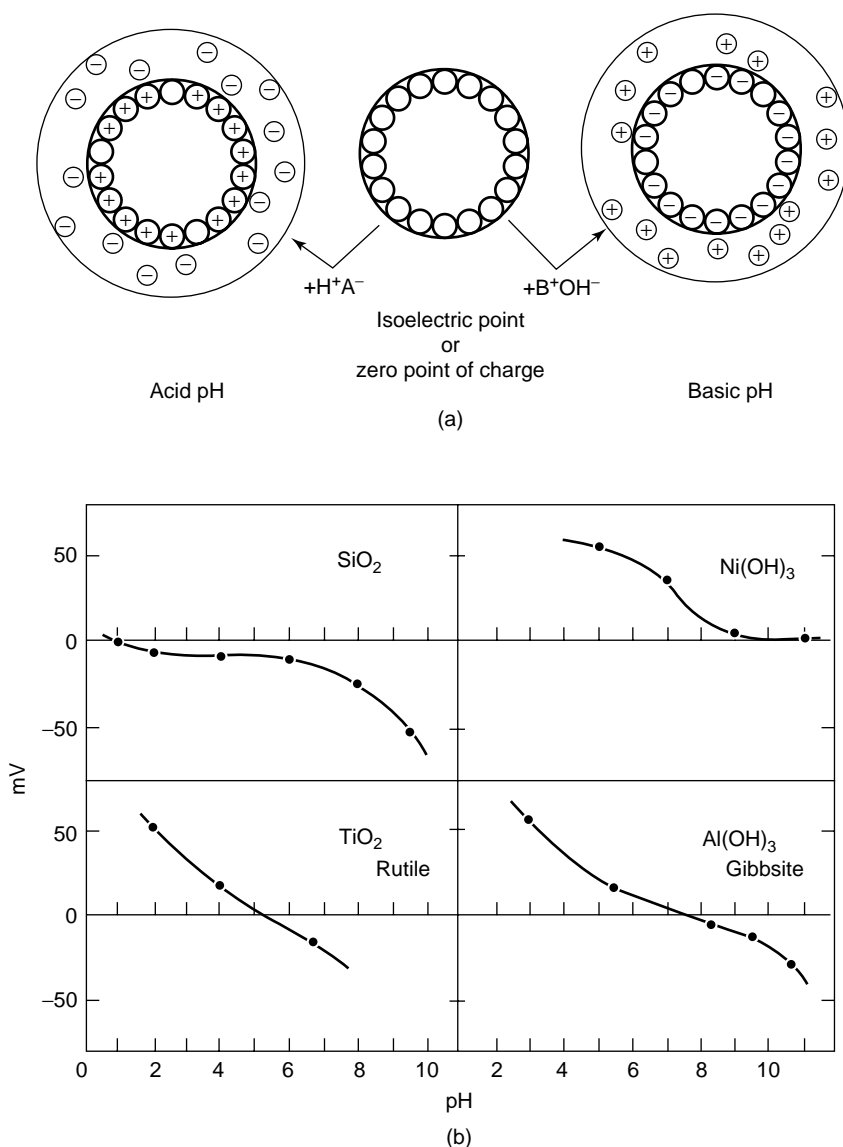 +H⁺A⁻
+B⁺OH⁻
Isoelectric point
or
zero point of charge
Acid pH
Basic pH
(a)
50
0
−50
SiO₂
Ni(OH)₃
mV
50
0
−50
TiO₂
Rutile
Al(OH)₃
Gibbsite
0 2 4 6 8 10 2 4 6 8 10
pH
(b)